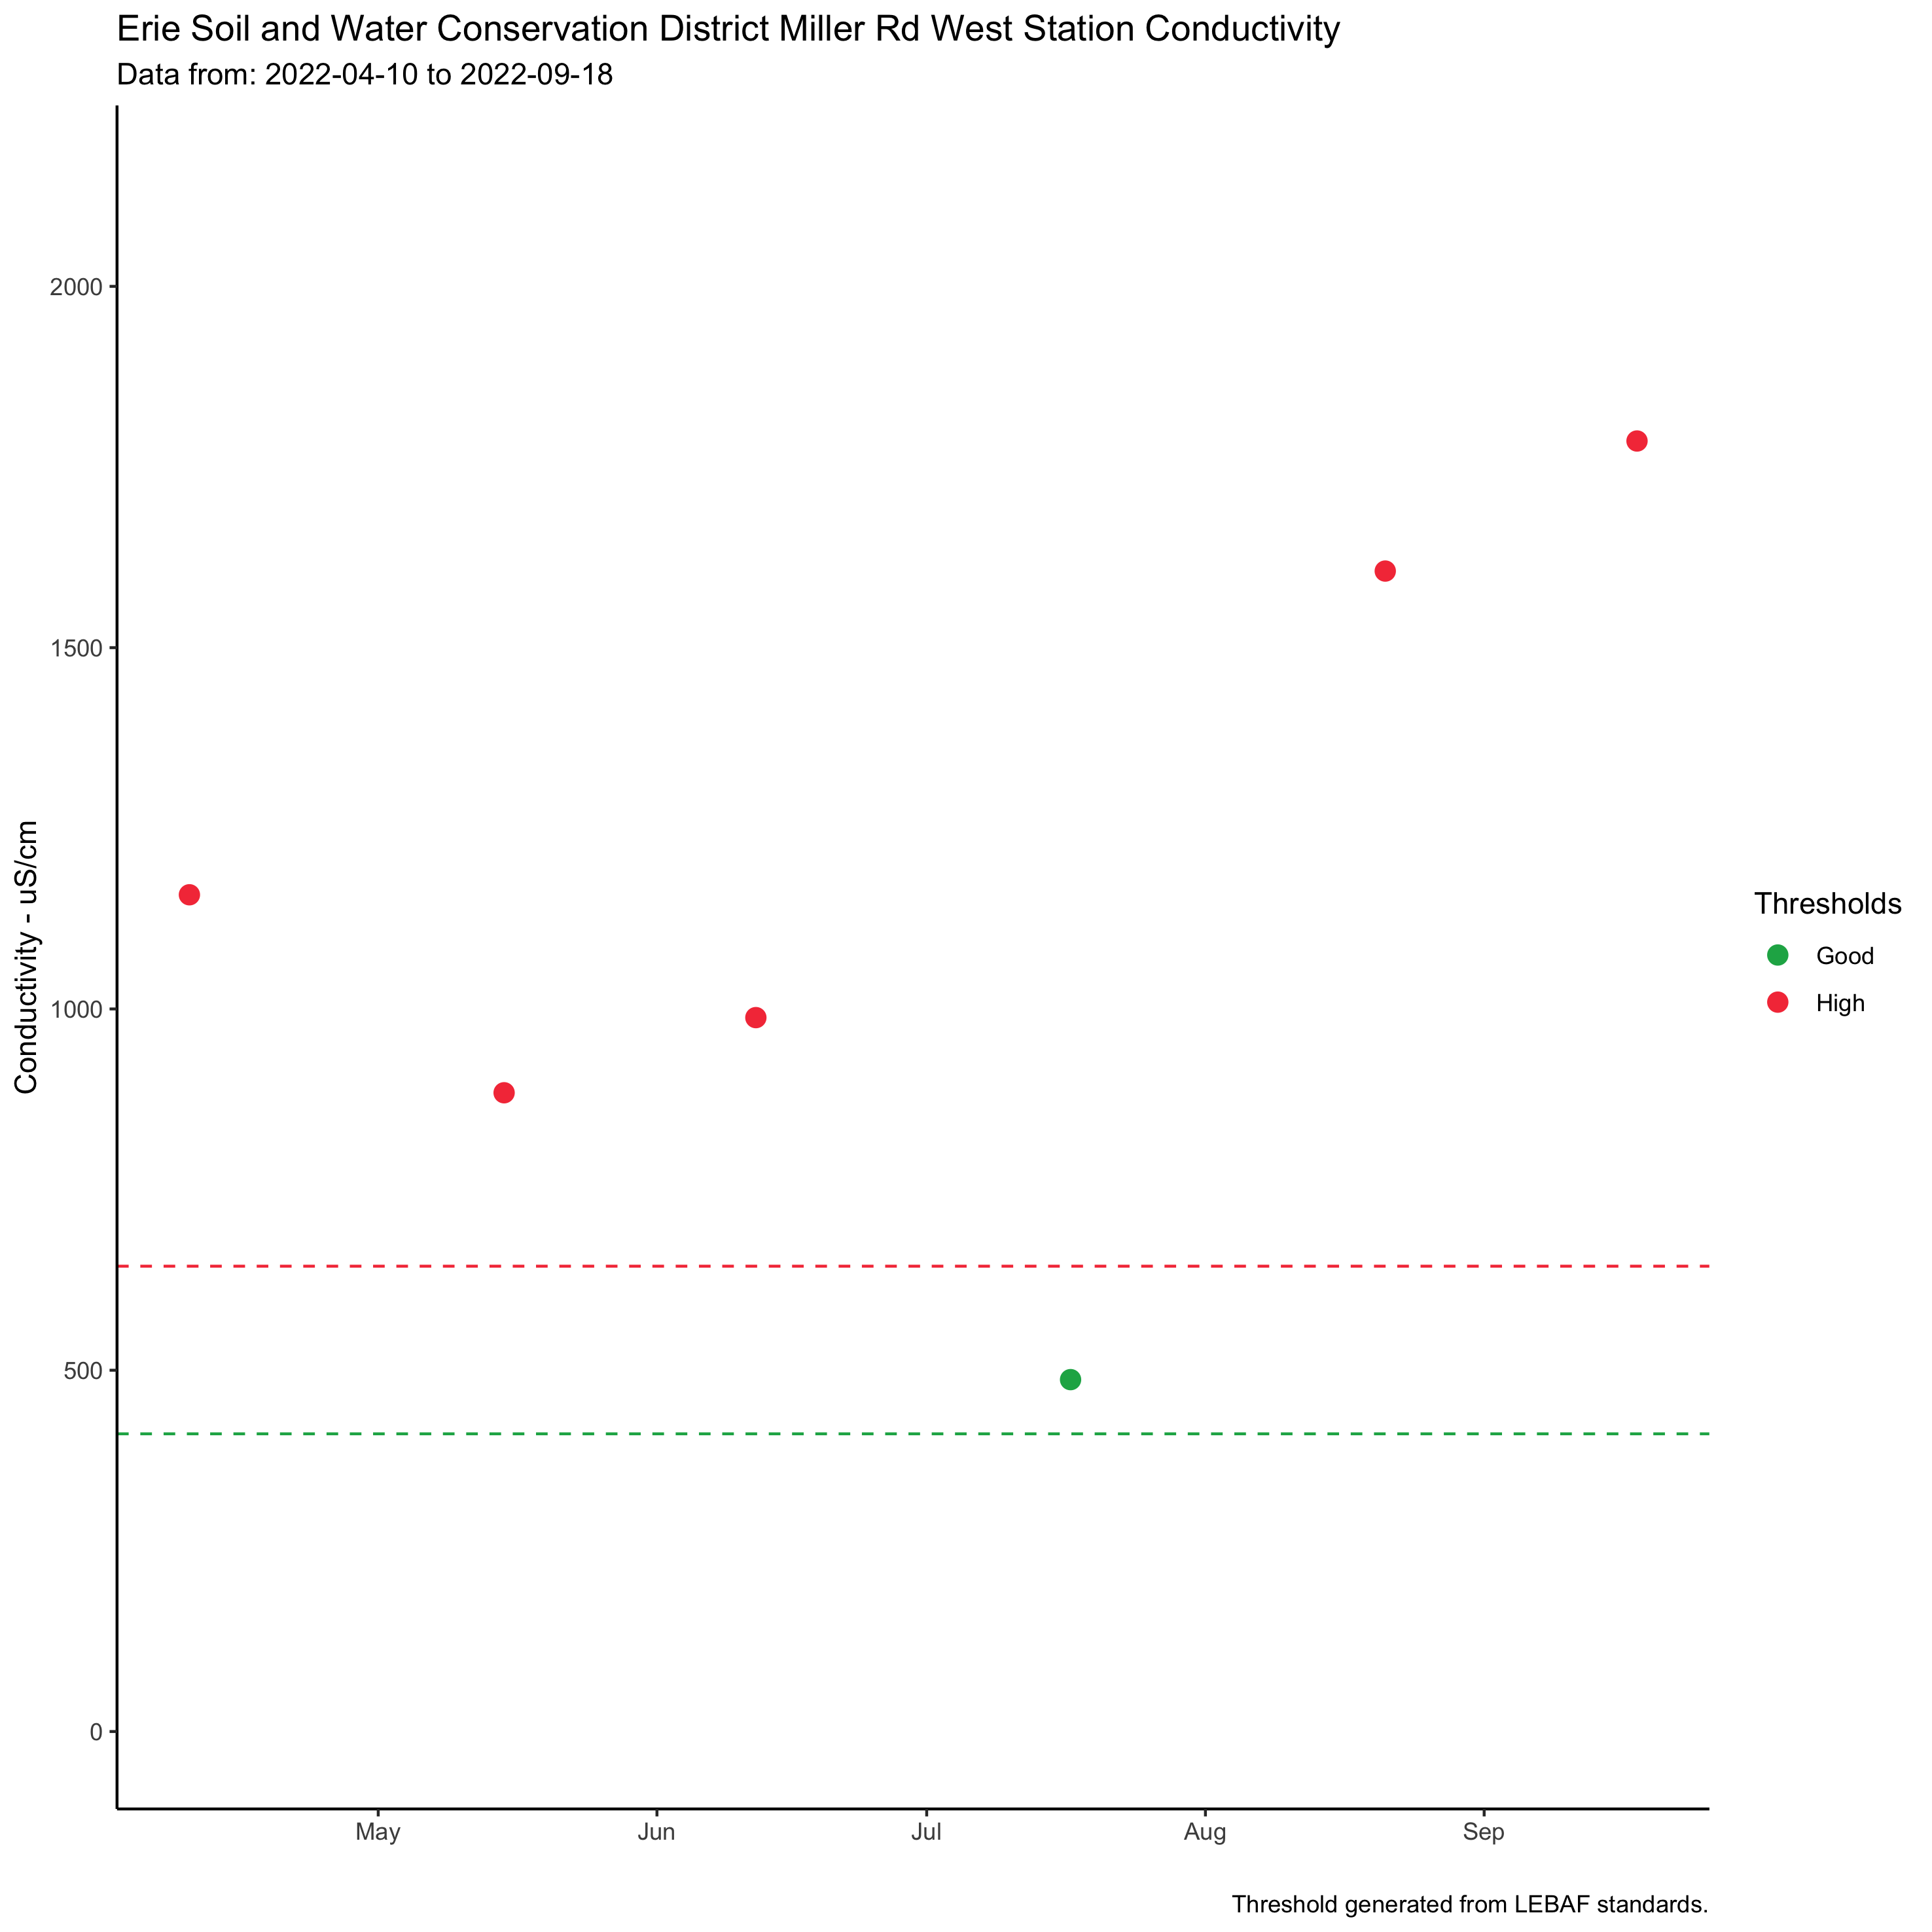 Erie Soil and Water Conservation District Miller Rd West Station Conductivity
Data from: 2022-04-10 to 2022-09-18
Conductivity - uS/cm
2000
1500
1000
500
0
May Jun Jul Aug Sep
Thresholds
Good
High
Threshold generated from LEBAF standards.